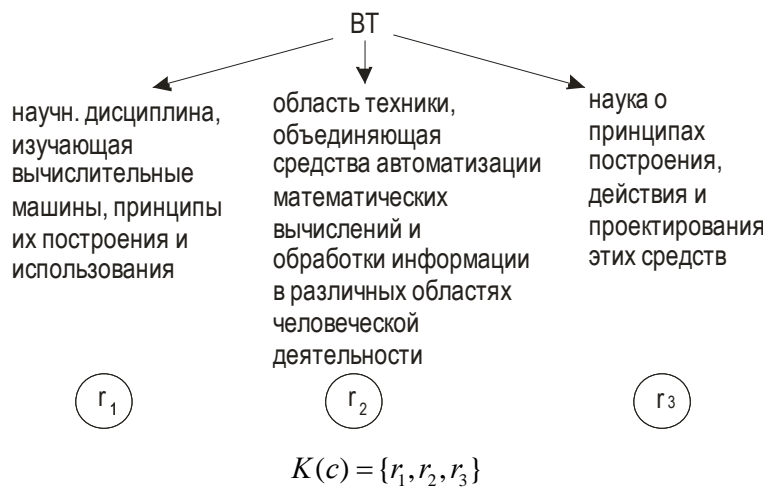 ВТ
научн. дисциплина,
изучающая
вычислительные
машины, принципы
их построения и
использования
область техники,
объединяющая
средства автоматизации
математических
вычислений и
обработки информации
в различных областях
человеческой
деятельности
наука о
принципах
построения,
действия и
проектирования
этих средств
r₁
r₂
r₃
K(c) = {r₁, r₂, r₃}